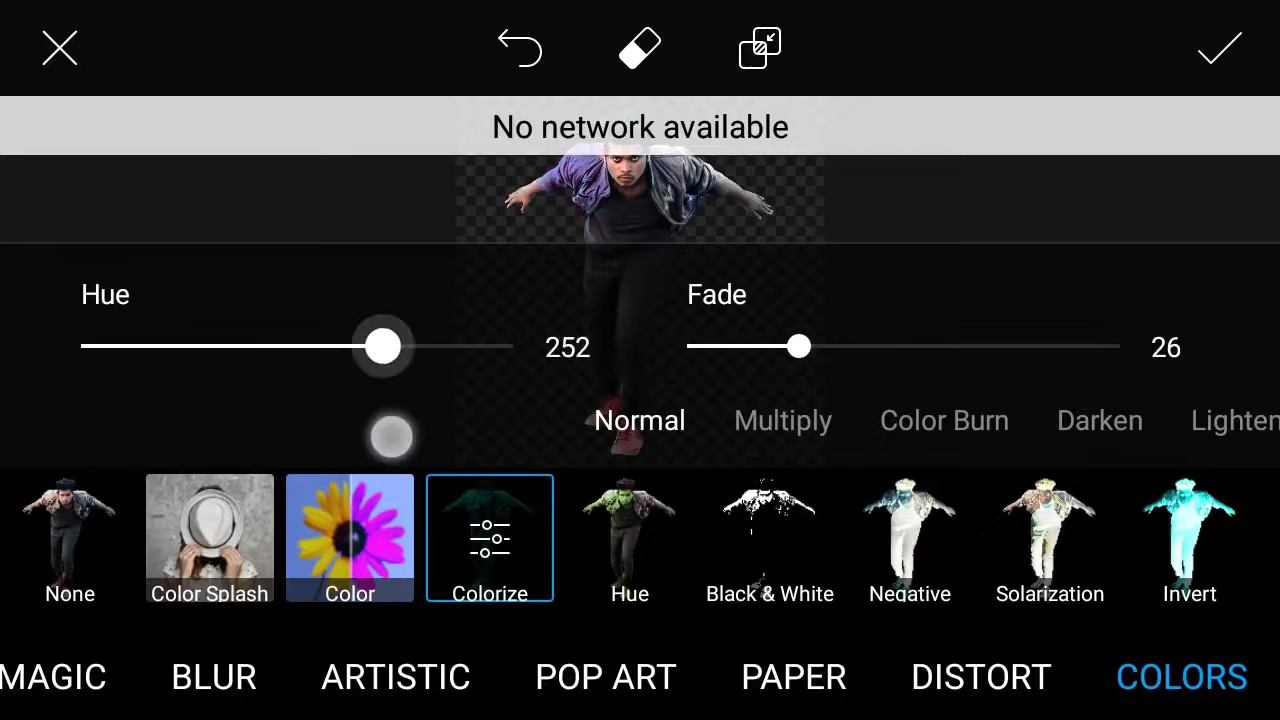 No network available
Hue
Fade
252
26
Normal Multiply Color Burn Darken Lighten
None Color Splash Color Colorize Hue Black & White Negative Solarization Invert
MAGIC BLUR ARTISTIC POP ART PAPER DISTORT COLORS